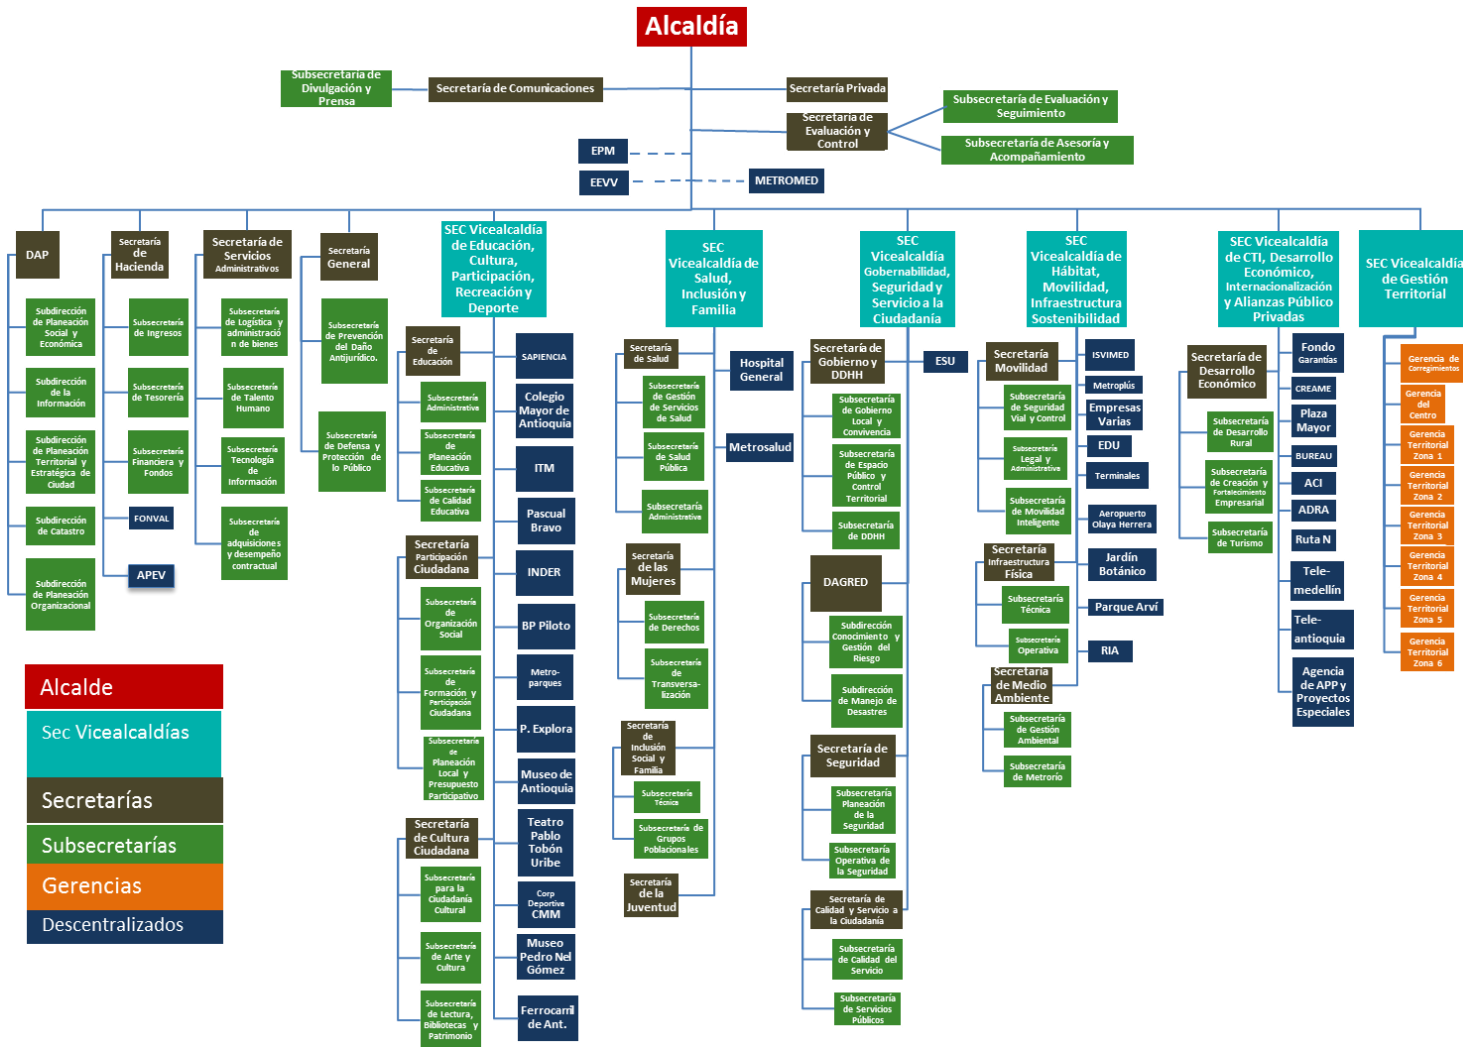 Alcaldía
Subsecretaría de
Divulgación y
Prensa
Secretaría de Comunicaciones
Secretaría Privada
Secretaría de
Evaluación y
Control
Subsecretaría de Evaluación y
Seguimiento
Subsecretaría de Asesoría y
Acompañamiento
EPM
EEVV
METROMED
DAP
Subdirección
de Planeación
Social y
Económica
Subdirección
de la
Información
Subdirección
de Planeación
Territorial y
Estratégica de
Ciudad
Subdirección
de Catastro
Subdirección
de Planeación
Organizacional
Secretaría
de
Hacienda
Subsecretaría
de Ingresos
Subsecretaría
de Tesorería
Subsecretaría
Financiera y
Fondos
FONVAL
APEV
Secretaría de
Servicios
Administrativos
Subsecretaría
de Logística y
administració
n de bienes
Subsecretaría
de Talento
Humano
Subsecretaría
Tecnología de
Información
Subsecretaría
de
adquisiciones
y desempeño
contractual
Secretaría
General
Subsecretaría
de Prevención
del Daño
Antijurídico.
Subsecretaría
de Defensa y
Protección de
lo Público
SEC Vicealcaldía
de Educación,
Cultura,
Participación,
Recreación y
Deporte
Secretaría
de
Educación
Subsecretaría
Administrativa
Subsecretaría
de
Planeación
Educativa
Subsecretaría
de Calidad
Educativa
Secretaría
Participación
Ciudadana
Subsecretaría
de
Organización
Social
Subsecretaría
de
Formación y
Participación
Ciudadana
Subsecretaría
de
Planeación
Local y
Presupuesto
Participativo
Secretaría
de Cultura
Ciudadana
Subsecretaría
para la
Ciudadanía
Cultural
Subsecretaría
de Arte y
Cultura
Subsecretaría
de Lectura,
Bibliotecas y
Patrimonio
SAPIENCIA
Colegio
Mayor de
Antioquia
ITM
Pascual
Bravo
INDER
BP Piloto
Metro-
parques
P. Explora
Museo de
Antioquia
Teatro
Pablo
Tobón
Uribe
Corp
Deportiva
CMM
Museo
Pedro Nel
Gómez
Ferrocarril
de Ant.
SEC
Vicealcaldía de
Salud,
Inclusión y
Familia
Secretaría
de Salud
Subsecretaría
de Gestión
de Servicios
de Salud
Subsecretaría
de Salud
Pública
Subsecretaría
Administrativa
Secretaría
de las
Mujeres
Subsecretaría
de Derechos
Subsecretaría
de
Transversa-
lización
Secretaría
de
Inclusión
Social y
Familia
Subsecretaría
Técnica
Subsecretaría de
Grupos
Poblacionales
Secretaría
de la
Juventud
Hospital
General
Metrosalud
SEC
Vicealcaldía
Gobernabilidad,
Seguridad y
Servicio a la
Ciudadanía
Secretaría de
Gobierno y
DDHH
Subsecretaría
de Gobierno
Local y
Convivencia
Subsecretaría
de Espacio
Público y
Control
Territorial
Subsecretaría
de DDHH
DAGRED
Subdirección
Conocimiento y
Gestión del
Riesgo
Subdirección
de Manejo de
Desastres
Secretaría de
Seguridad
Subsecretaría
Planeación
de la
Seguridad
Subsecretaría
Operativa de
la Seguridad
Secretaría de
Calidad y Servicio a
la Ciudadanía
Subsecretaría
de Calidad del
Servicio
Subsecretaría
de Servicios
Públicos
ESU
SEC
Vicealcaldía de
Hábitat,
Movilidad,
Infraestructura
Sostenibilidad
Secretaría
Movilidad
Subsecretaría
de Seguridad
Vial y Control
Subsecretaría
Legal y
Administrativa
Subsecretaría
de Movilidad
Inteligente
Secretaría
Infraestructura
Física
Subsecretaría
Técnica
Subsecretaría
Operativa
Secretaría
de Medio
Ambiente
Subsecretaría
de Gestión
Ambiental
Subsecretaría
de Metrorío
ISVIMED
Metroplús
Empresas
Varias
EDU
Terminales
Aeropuerto
Olaya Herrera
Jardín
Botánico
Parque Arví
RIA
SEC Vicealcaldía
de CTI, Desarrollo
Económico,
Internacionalización
y Alianzas Público
Privadas
Secretaría de
Desarrollo
Económico
Subsecretaría
de Desarrollo
Rural
Subsecretaría
de Creación y
Fortalecimiento
Empresarial
Subsecretaría
de Turismo
Fondo
Garantías
CREAME
Plaza
Mayor
BUREAU
ACI
ADRA
Ruta N
Tele-
medellín
Tele-
antioquia
Agencia
de APP y
Proyectos
Especiales
SEC Vicealcaldía
de Gestión
Territorial
Gerencia de
Corregimientos
Gerencia
del
Centro
Gerencia
Territorial
Zona 1
Gerencia
Territorial
Zona 2
Gerencia
Territorial
Zona 3
Gerencia
Territorial
Zona 4
Gerencia
Territorial
Zona 5
Gerencia
Territorial
Zona 6
Alcalde
Sec Vicealcaldías
Secretarías
Subsecretarías
Gerencias
Descentralizados